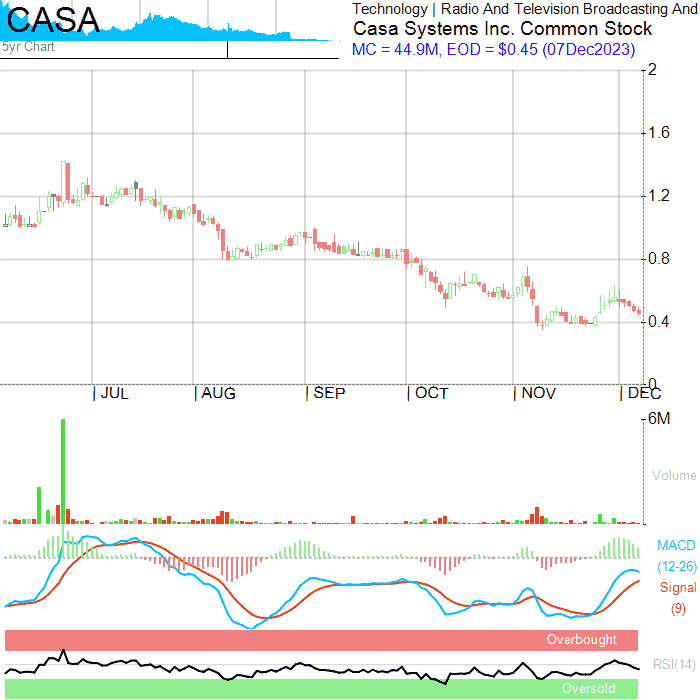 CASA
5yr Chart
Technology | Radio And Television Broadcasting And
Casa Systems Inc. Common Stock
MC = 44.9M, EOD = $0.45 (07Dec2023)
2
1.6
1.2
0.8
0.4
0
JUL AUG SEP OCT NOV DEC
6M
Volume
MACD
(12-26)
Signal
(9)
Overbought
RSI(14)
Oversold